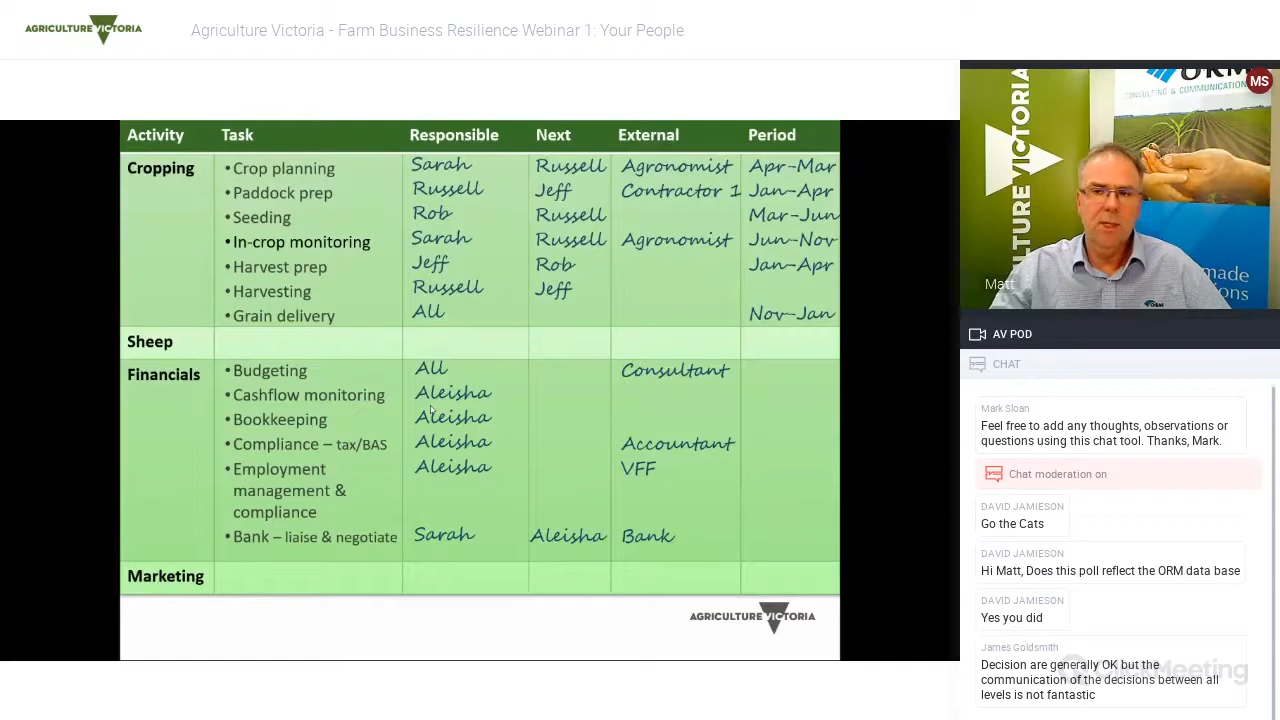 AGRICULTURE VICTORIA
Agriculture Victoria - Farm Business Resilience Webinar 1: Your People
Activity Task Responsible Next External Period
Cropping • Crop planning Sarah Russell Agronomist Apr-Mar
• Paddock prep Russell Jeff Contractor 1 Jan-Apr
• Seeding Rob Russell Mar-Jun
• In-crop monitoring Sarah Russell Agronomist Jun-Nov
• Harvest prep Jeff Rob Jan-Apr
• Harvesting Russell Jeff
• Grain delivery All Nov-Jan
Sheep
Financials • Budgeting All Consultant
• Cashflow monitoring Aleisha
• Bookkeeping Aleisha
• Compliance – tax/BAS Aleisha Accountant
• Employment Aleisha VFF
management &
compliance
• Bank – liaise & negotiate Sarah Aleisha Bank
Marketing
AGRICULTURE VICTORIA
ORM
MS
CONSULTING & COMMUNICATION
ULTURE VICTORIA
made
Matt
AV POD
CHAT
Mark Sloan
Feel free to add any thoughts, observations or
questions using this chat tool. Thanks, Mark.
Chat moderation on
DAVID JAMIESON
Go the Cats
DAVID JAMIESON
Hi Matt, Does this poll reflect the ORM data base
DAVID JAMIESON
Yes you did
James Goldsmith
Decision are generally OK but the
communication of the decisions between all
levels is not fantastic
ClickMeeting